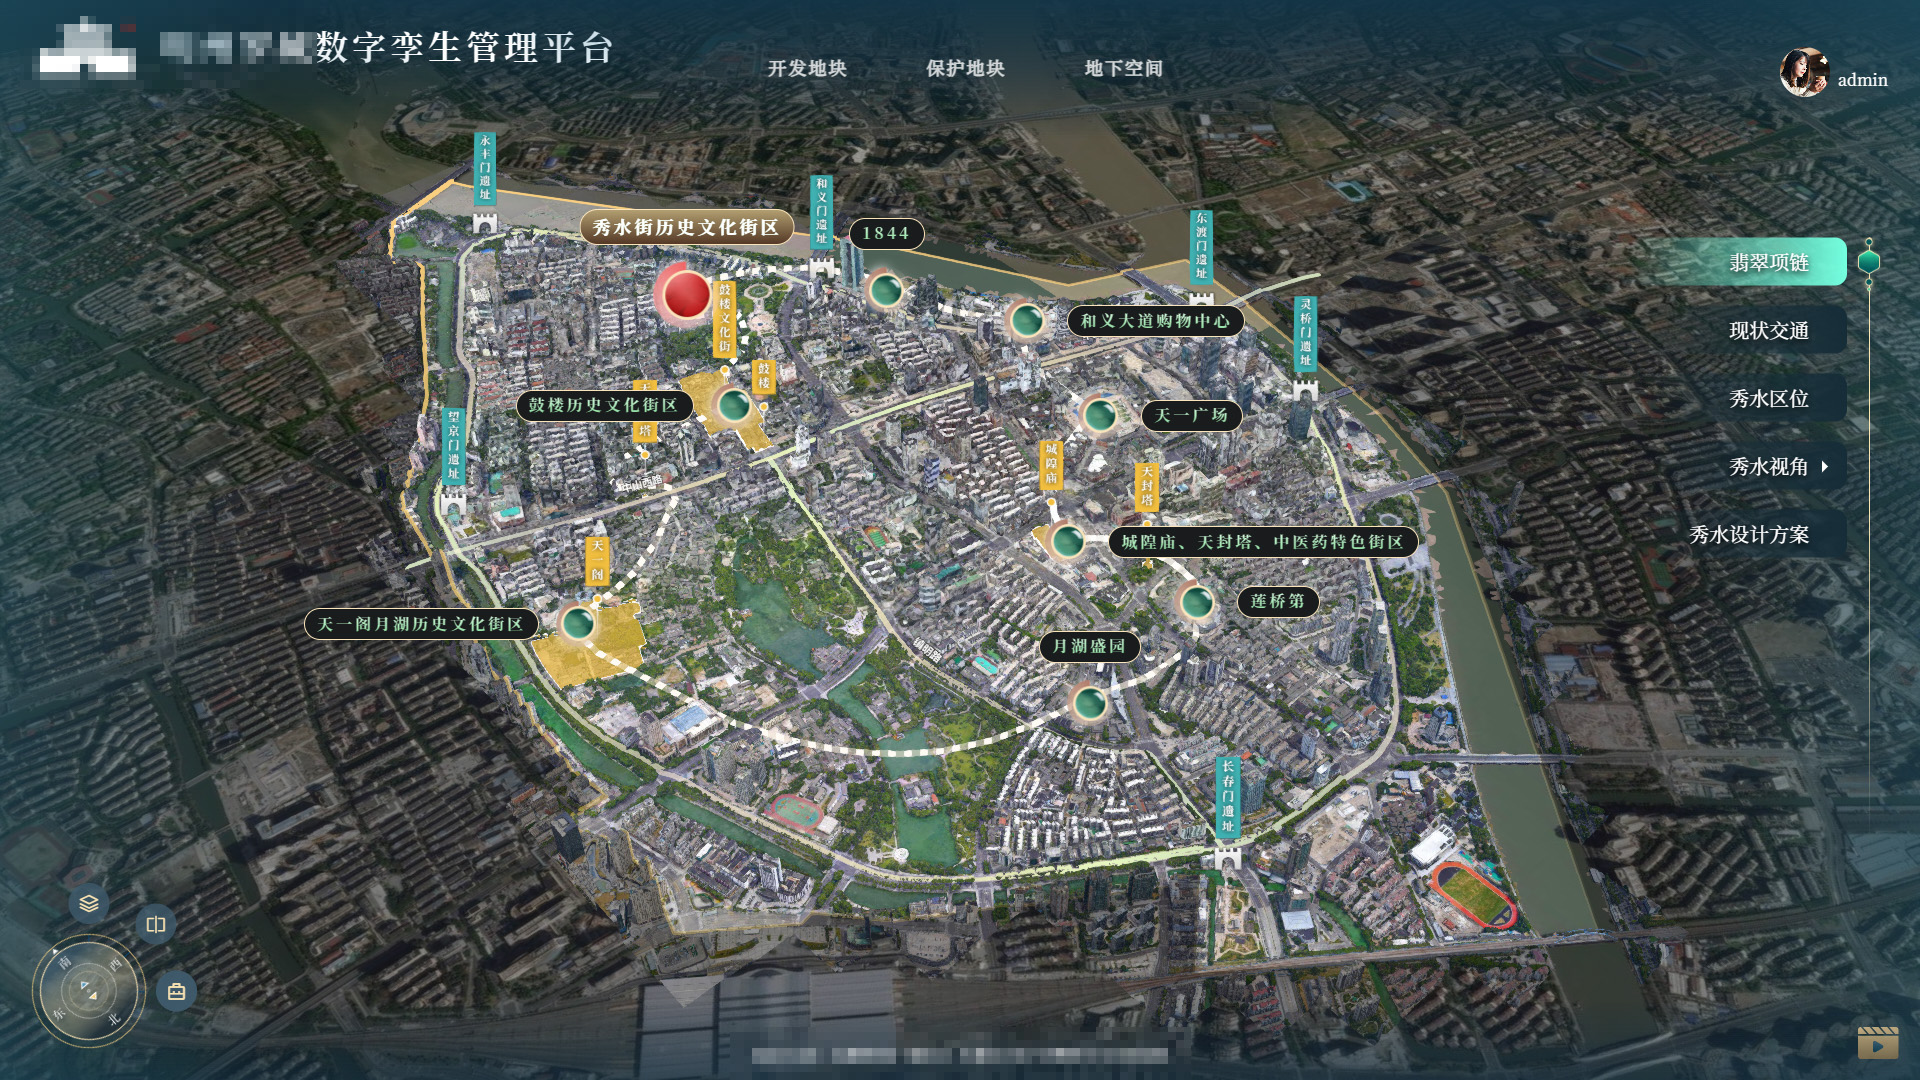 数字孪生管理平台
开发地块
保护地块
地下空间
admin
永丰门遗址
和义门遗址
东渡门遗址
灵桥门遗址
望京门遗址
长春门遗址
秀水街历史文化街区
1844
鼓楼文化街
鼓楼
和义大道购物中心
鼓楼历史文化街区
塔
天一广场
城隍庙
天封塔
中山西路
城隍庙、天封塔、中医药特色街区
天一阁
天一阁月湖历史文化街区
莲桥第
月湖盛园
镇明路
翡翠项链
现状交通
秀水区位
秀水视角
秀水设计方案
南
西
东
北